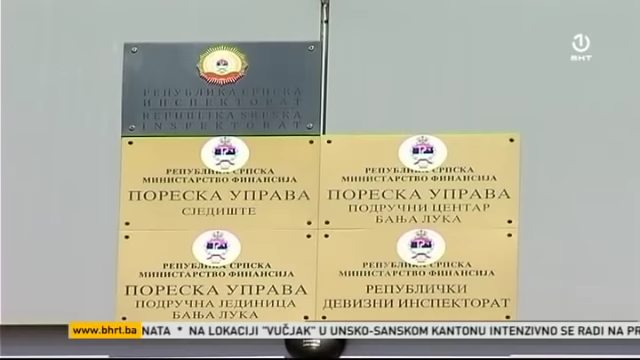 1
BHT
РЕПУБЛИКА СРПСКА
ИНСПЕКТОРАТ
REPUBLIKA SRPSKA
INSPEKTORAT
РЕПУБЛИКА СРПСКА
МИНИСТАРСТВО ФИНАНСИЈА
ПОРЕСКА УПРАВА
СЈЕДИШТЕ
РЕПУБЛИКА СРПСКА
МИНИСТАРСТВО ФИНАНСИЈА
ПОРЕСКА УПРАВА
ПОДРУЧНИ ЦЕНТАР
БАЊА ЛУКА
РЕПУБЛИКА СРПСКА
МИНИСТАРСТВО ФИНАНСИЈА
ПОРЕСКА УПРАВА
ПОДРУЧНА ЈЕДИНИЦА
БАЊА ЛУКА
РЕПУБЛИКА СРПСКА
МИНИСТАРСТВО ФИНАНСИЈА
РЕПУБЛИЧКИ
ДЕВИЗНИ ИНСПЕКТОРАТ
www.bhrt.ba NATA * NA LOKACIJI "VUČJAK" U UNSKO-SANSKOM KANTONU INTENZIVNO SE RADI NA PR